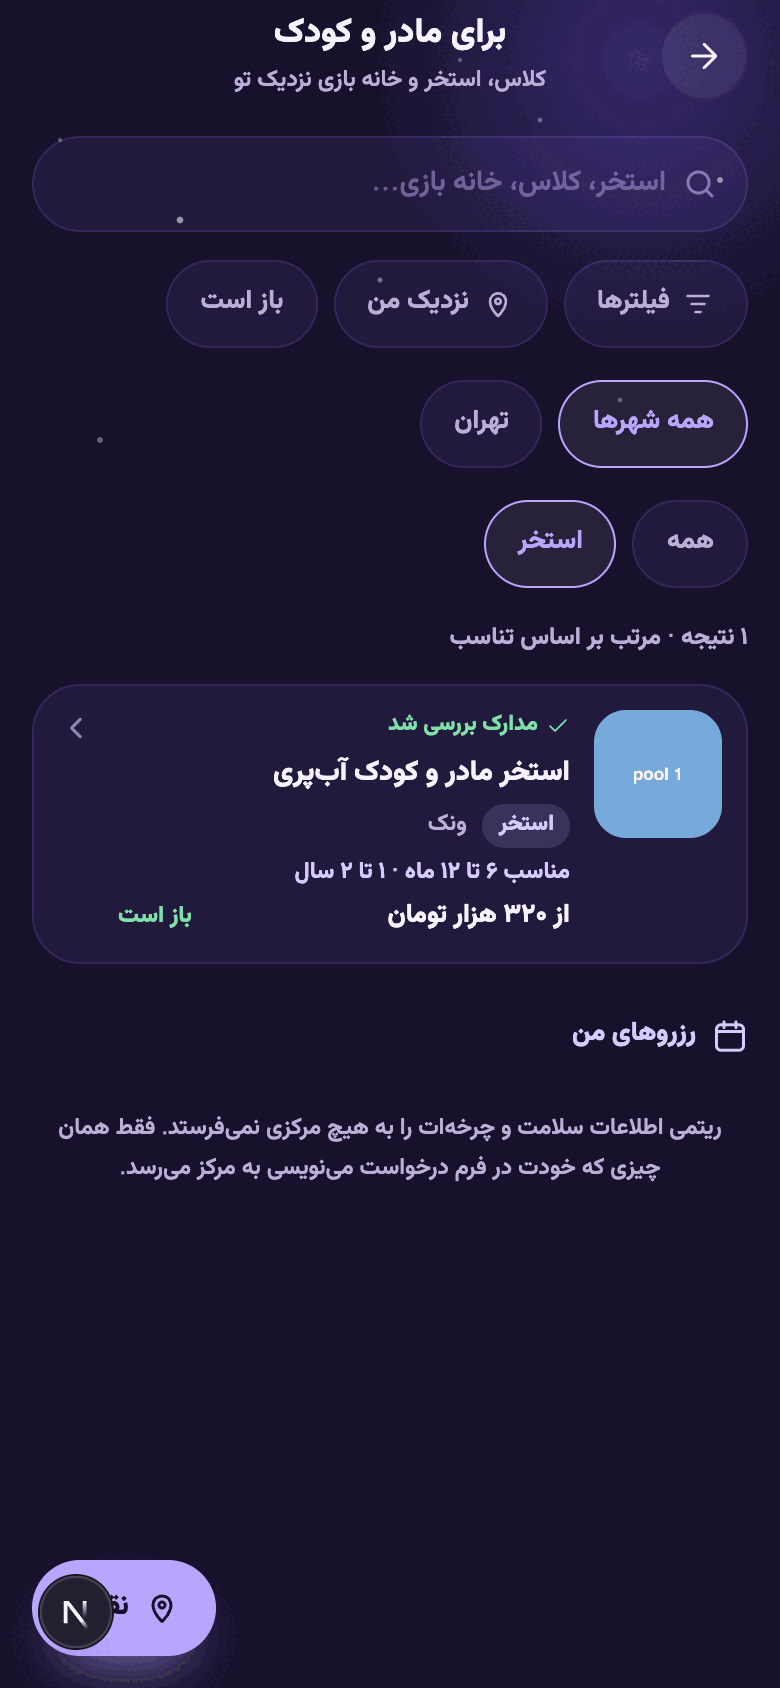 برای مادر و کودک
کلاس، استخر و خانه بازی نزدیک تو
استخر، کلاس، خانه بازی...
فیلترها
نزدیک من
باز است
همه شهرها
تهران
همه
استخر
۱ نتیجه · مرتب بر اساس تناسب
pool 1
مدارک بررسی شد
استخر مادر و کودک آب‌پری
استخر
ونک
مناسب ۶ تا ۱۲ ماه · ۱ تا ۲ سال
از ۳۲۰ هزار تومان
باز است
رزروهای من
ریتمی اطلاعات سلامت و چرخه‌ات را به هیچ مرکزی نمی‌فرستد. فقط همان
چیزی که خودت در فرم درخواست می‌نویسی به مرکز می‌رسد.
N